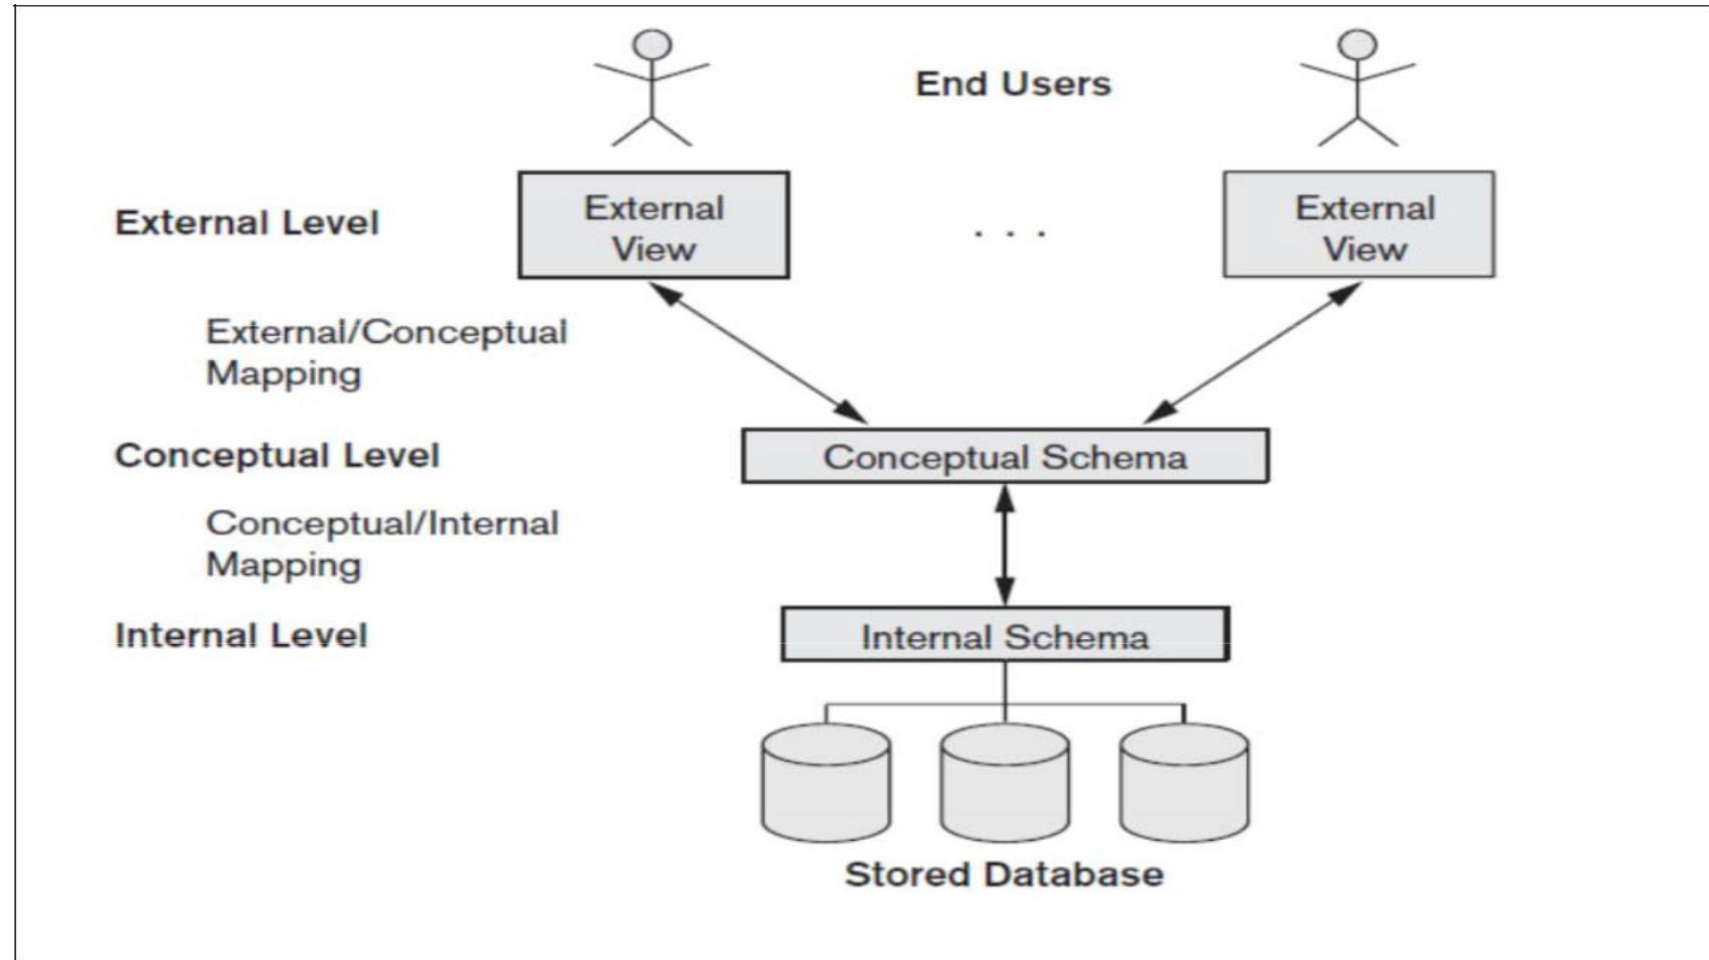 End Users
External Level
External
View
. . .
External
View
External/Conceptual
Mapping
Conceptual Level
Conceptual Schema
Conceptual/Internal
Mapping
Internal Level
Internal Schema
Stored Database